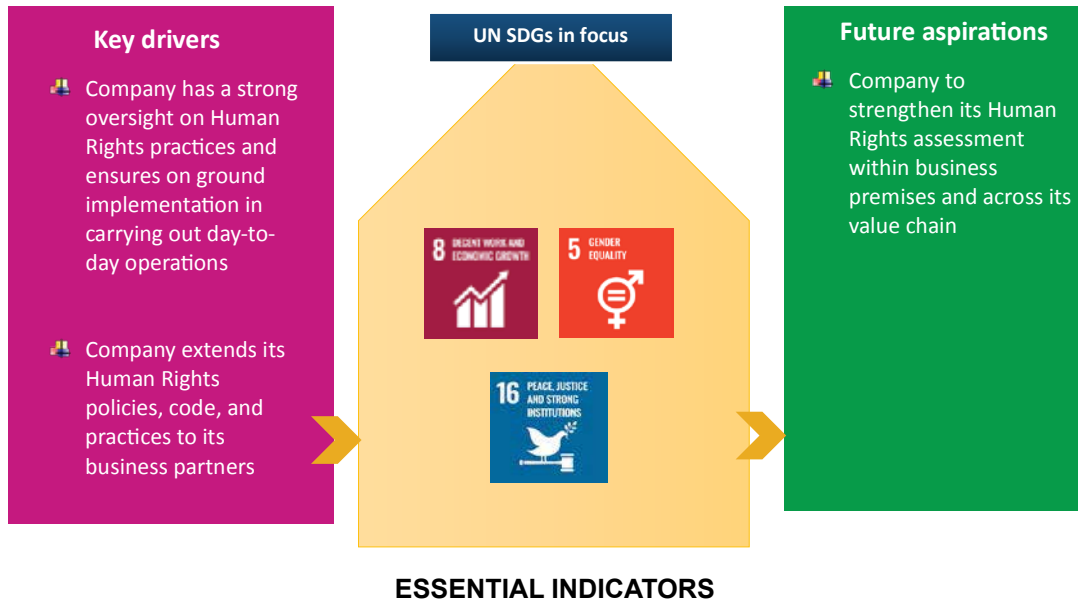 Key drivers
Company has a strong
oversight on Human
Rights practices and
ensures on ground
implementation in
carrying out day-to-
day operations
Company extends its
Human Rights
policies, code, and
practices to its
business partners
UN SDGs in focus
8 DECENT WORK AND
ECONOMIC GROWTH
5 GENDER
EQUALITY
16 PEACE, JUSTICE
AND STRONG
INSTITUTIONS
Future aspirations
Company to
strengthen its Human
Rights assessment
within business
premises and across its
value chain
ESSENTIAL INDICATORS